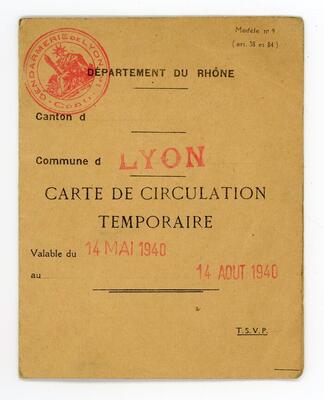 Modèle nº 9
(art. 38 et 84)
GENDARMERIE DE LYON
DÉPARTEMENT DU RHÔNE
Canton d
Commune d LYON
CARTE DE CIRCULATION
TEMPORAIRE
Valable du 14 MAI 1940
au 14 AOUT 1940
T.S.V.P.